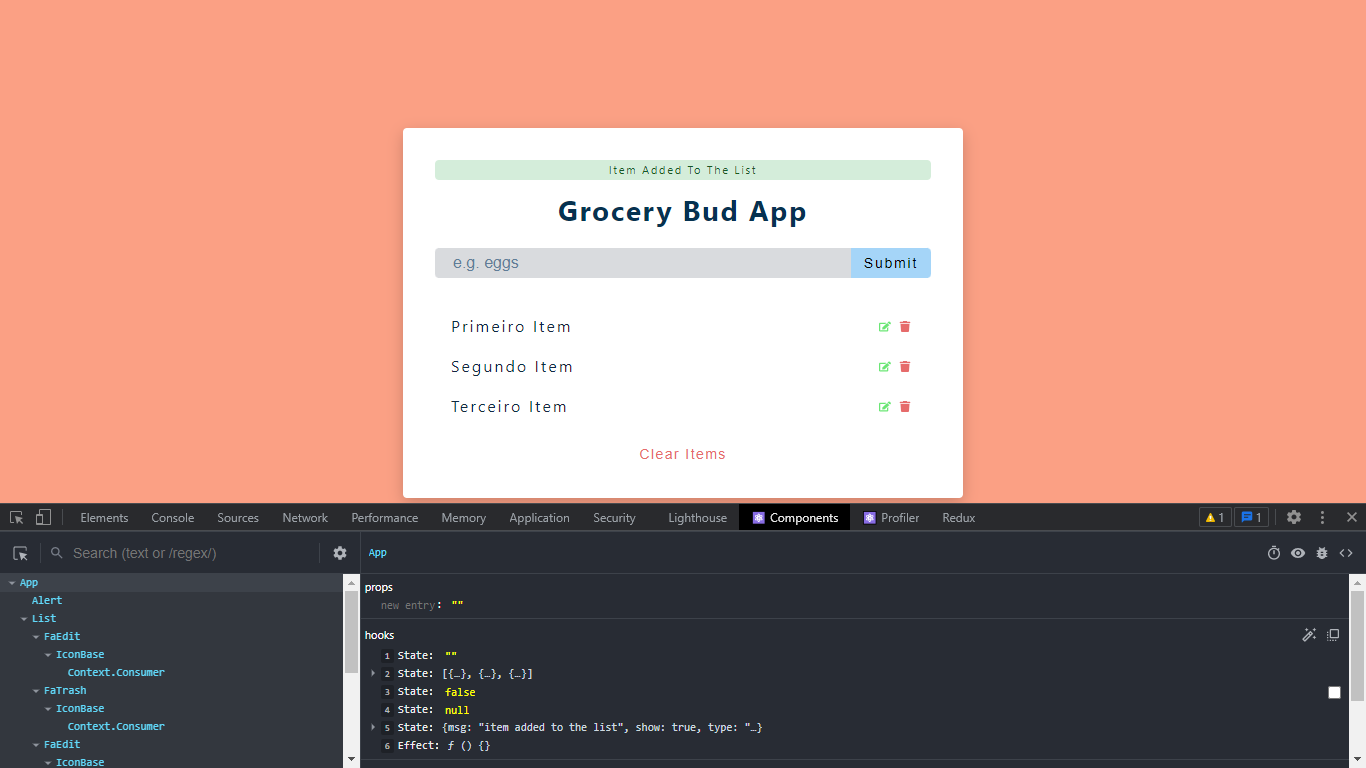 Item Added To The List
Grocery Bud App
e.g. eggs
Submit
Primeiro Item
Segundo Item
Terceiro Item
Clear Items
Elements Console Sources Network Performance Memory Application Security Lighthouse Components Profiler Redux 1 1
Search (text or /regex/)
App
App
Alert
List
FaEdit
IconBase
Context.Consumer
FaTrash
IconBase
Context.Consumer
FaEdit
IconBase
props
new entry: ""
hooks
1 State: ""
2 State: [{…}, {…}, {…}]
3 State: false
4 State: null
5 State: {msg: "item added to the list", show: true, type: "…}
6 Effect: ƒ () {}